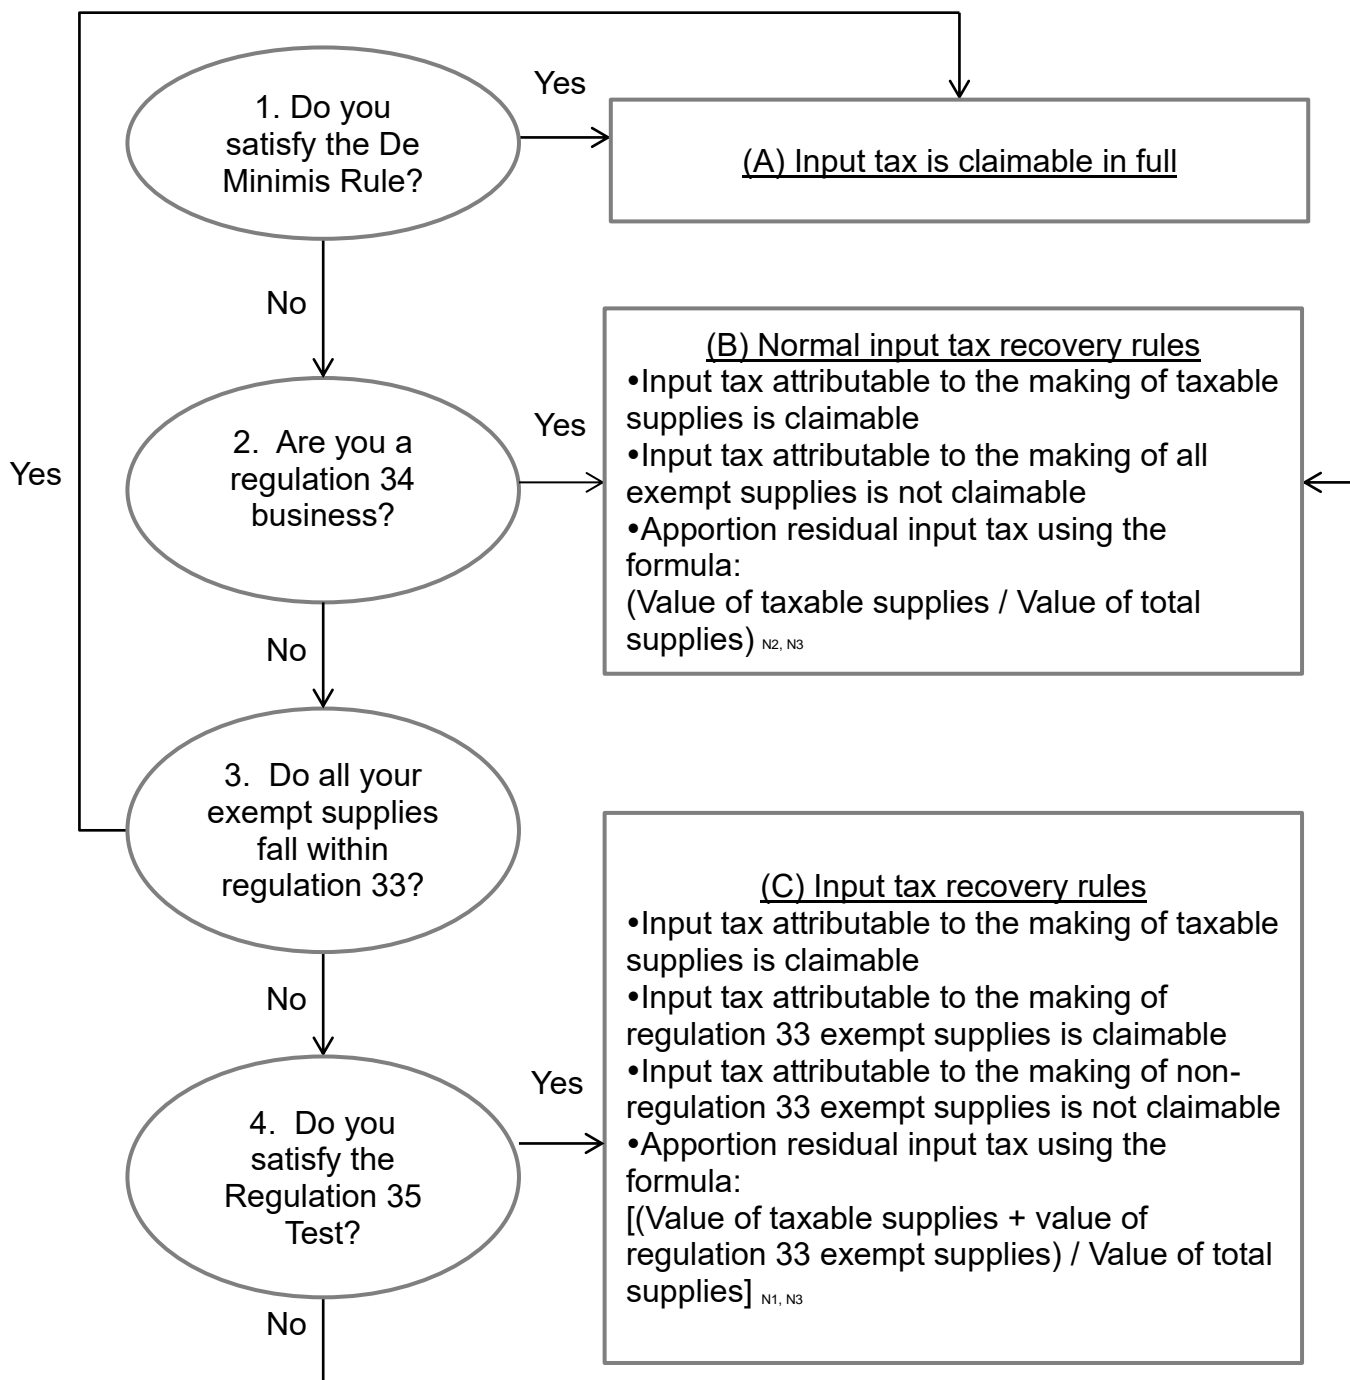 1. Do you
satisfy the De
Minimis Rule?
Yes
(A) Input tax is claimable in full
No
2.  Are you a
regulation 34
business?
Yes
(B) Normal input tax recovery rules
•Input tax attributable to the making of taxable
supplies is claimable
•Input tax attributable to the making of all
exempt supplies is not claimable
•Apportion residual input tax using the
formula:
(Value of taxable supplies / Value of total
supplies) N2, N3
Yes
No
3.  Do all your
exempt supplies
fall within
regulation 33?
No
4.  Do you
satisfy the
Regulation 35
Test?
Yes
(C) Input tax recovery rules
•Input tax attributable to the making of taxable
supplies is claimable
•Input tax attributable to the making of
regulation 33 exempt supplies is claimable
•Input tax attributable to the making of non-
regulation 33 exempt supplies is not claimable
•Apportion residual input tax using the
formula:
[(Value of taxable supplies + value of
regulation 33 exempt supplies) / Value of total
supplies] N1, N3
No